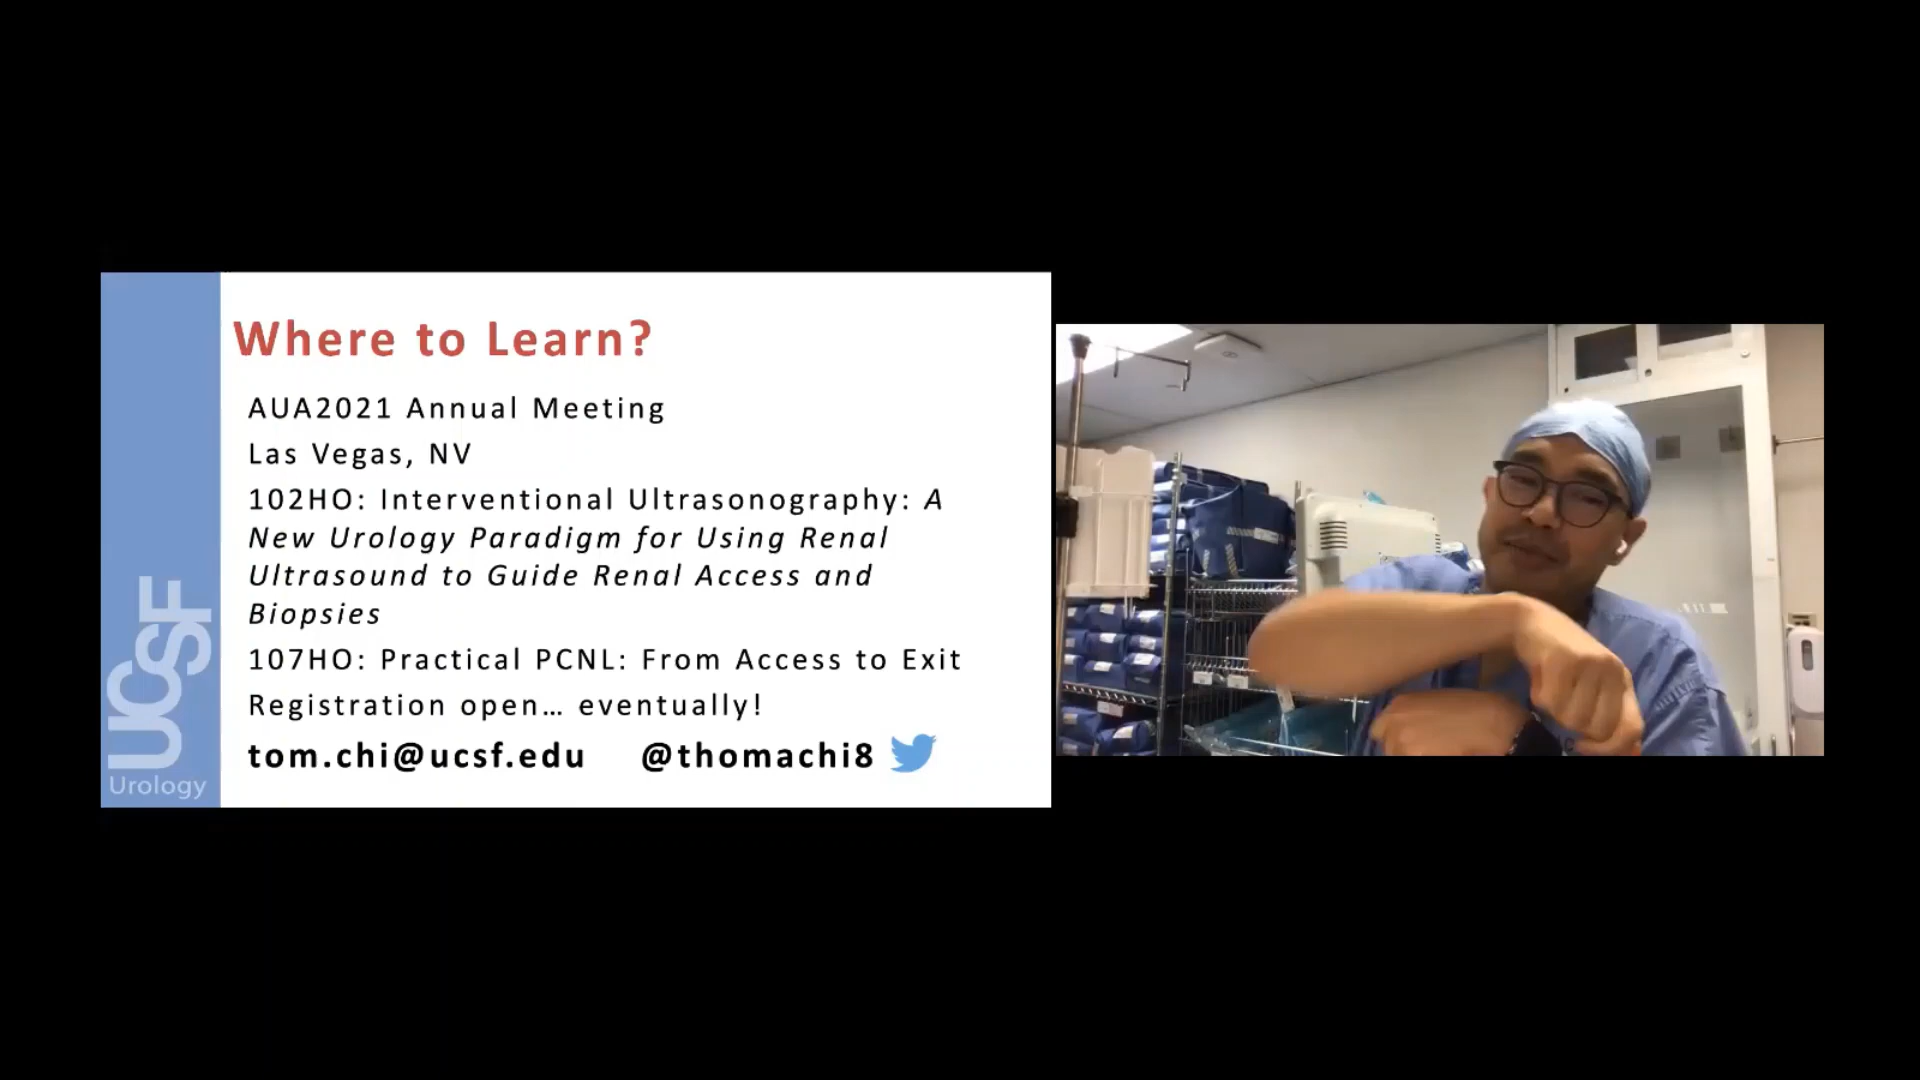 Where to Learn?
AUA2021 Annual Meeting
Las Vegas, NV
102HO: Interventional Ultrasonography: A
New Urology Paradigm for Using Renal
Ultrasound to Guide Renal Access and
Biopsies
107HO: Practical PCNL: From Access to Exit
Registration open… eventually!
tom.chi@ucsf.edu @thomachi8
UCSF
Urology